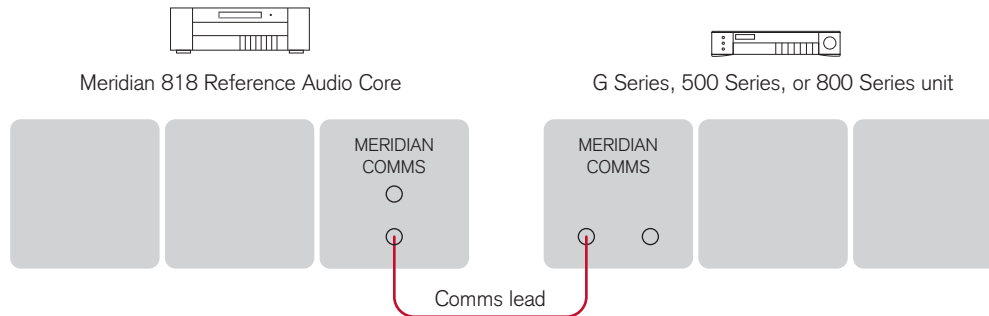 Meridian 818 Reference Audio Core
G Series, 500 Series, or 800 Series unit
MERIDIAN
COMMS
MERIDIAN
COMMS
Comms lead